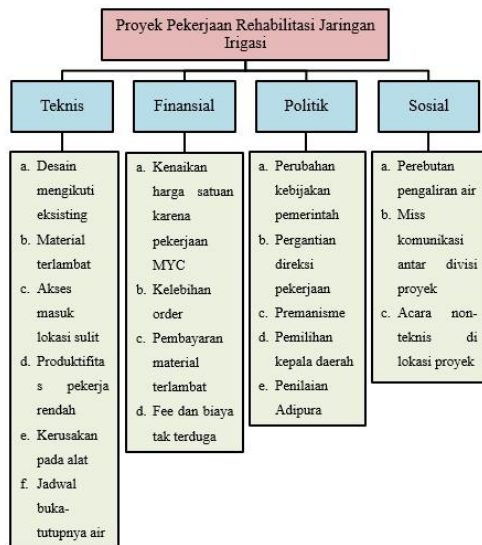 Proyek Pekerjaan Rehabilitasi Jaringan
Irigasi
Teknis
Finansial
Politik
Sosial
a. Desain
mengikuti
eksisting
b. Material
terlambat
c. Akses
masuk
lokasi sulit
d. Produktifita
s pekerja
rendah
e. Kerusakan
pada alat
f. Jadwal
buka-
tutupnya air
a. Kenaikan
harga satuan
karena
pekerjaan
MYC
b. Kelebihan
order
c. Pembayaran
material
terlambat
d. Fee dan biaya
tak terduga
a. Perubahan
kebijakan
pemerintah
b. Pergantian
direksi
pekerjaan
c. Premanisme
d. Pemilihan
kepala daerah
e. Penilaian
Adipura
a. Perebutan
pengaliran air
b. Miss
komunikasi
antar divisi
proyek
c. Acara non-
teknis di
lokasi proyek